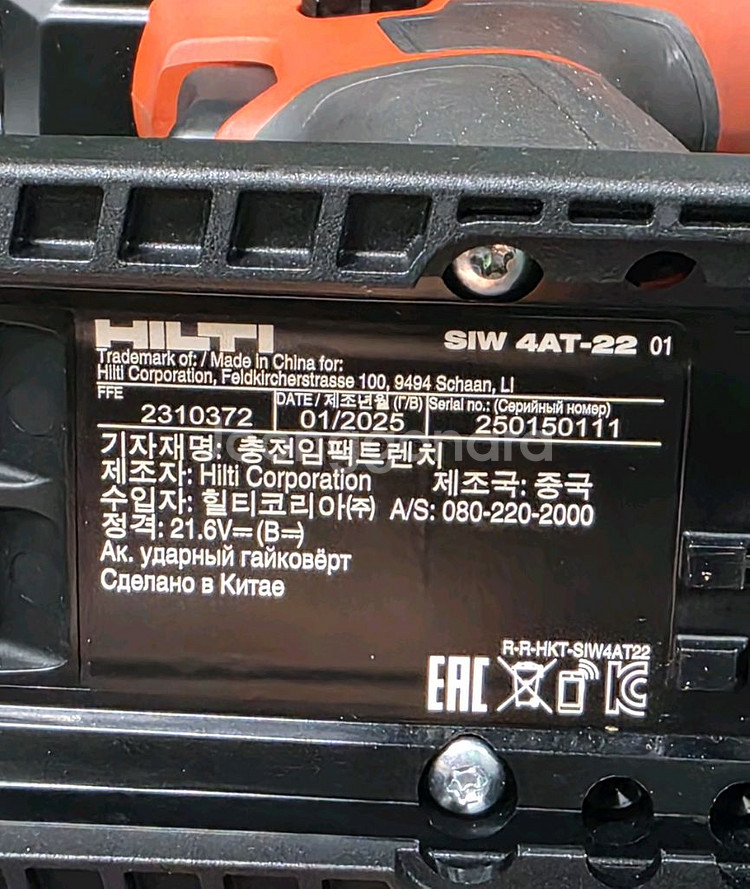 HILTI
SIW 4AT-22 01
Trademark of: / Made in China for:
Hilti Corporation, Feldkircherstrasse 100, 9494 Schaan, LI
FFE
DATE / 제조년월 (Г/В)
Serial no.: (Серийный номер)
2310372
01/2025
250150111
기자재명: 충전임팩트렌치
제조자: Hilti Corporation 제조국: 중국
수입자: 힐티코리아(주) A/S: 080-220-2000
정격: 21.6V⎓(B⎓)
Ак. ударный гайковёрт
Сделано в Китае
R-R-HKT-SIW4AT22
EAC
KC